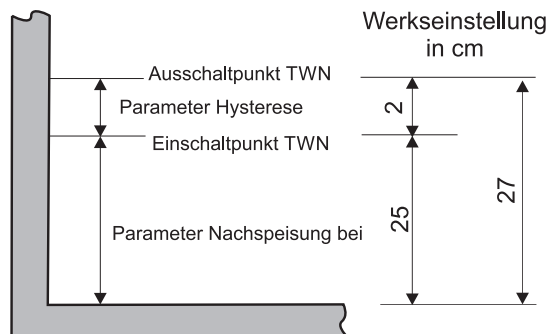 Werkseinstellung
in cm
Ausschaltpunkt TWN
Parameter Hysterese
2
Einschaltpunkt TWN
27
Parameter Nachspeisung bei
25